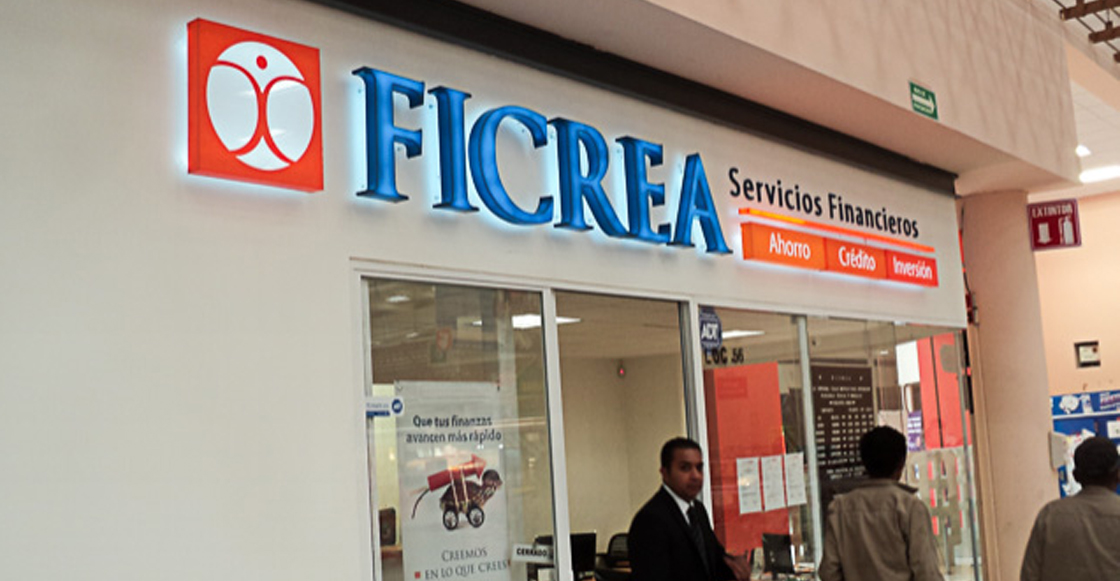 FICREA
Servicios Financieros
Ahorro Crédito Inversión
EXTINTOR
ADT
LOC. 56
Que tus finanzas
avancen más rápido
CREEMOS
EN LO QUE CREES
CERRADO